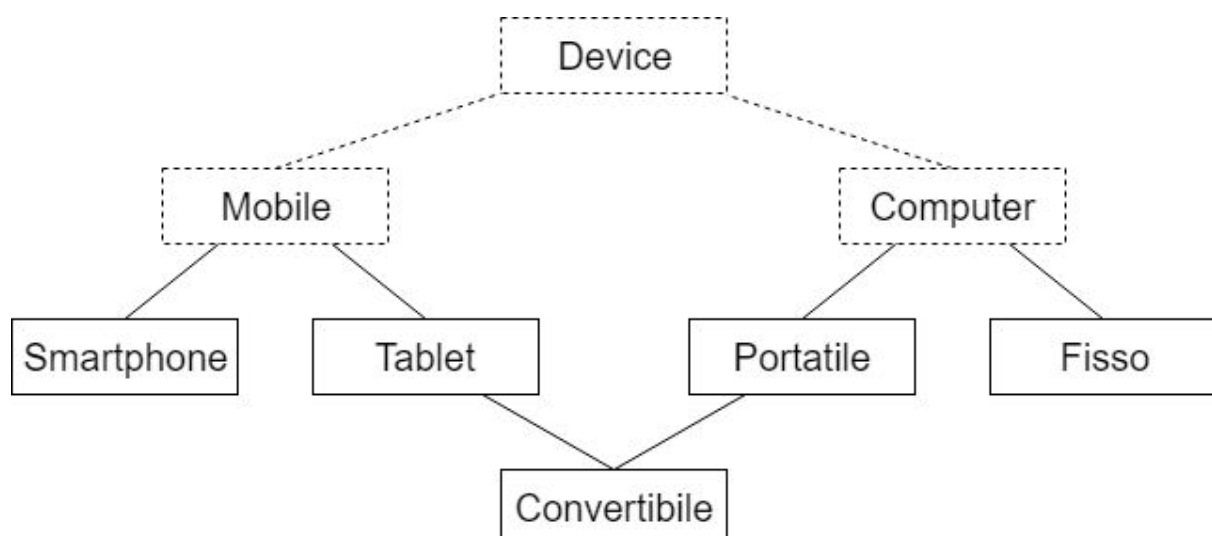 Device
Mobile
Computer
Smartphone
Tablet
Portatile
Fisso
Convertibile